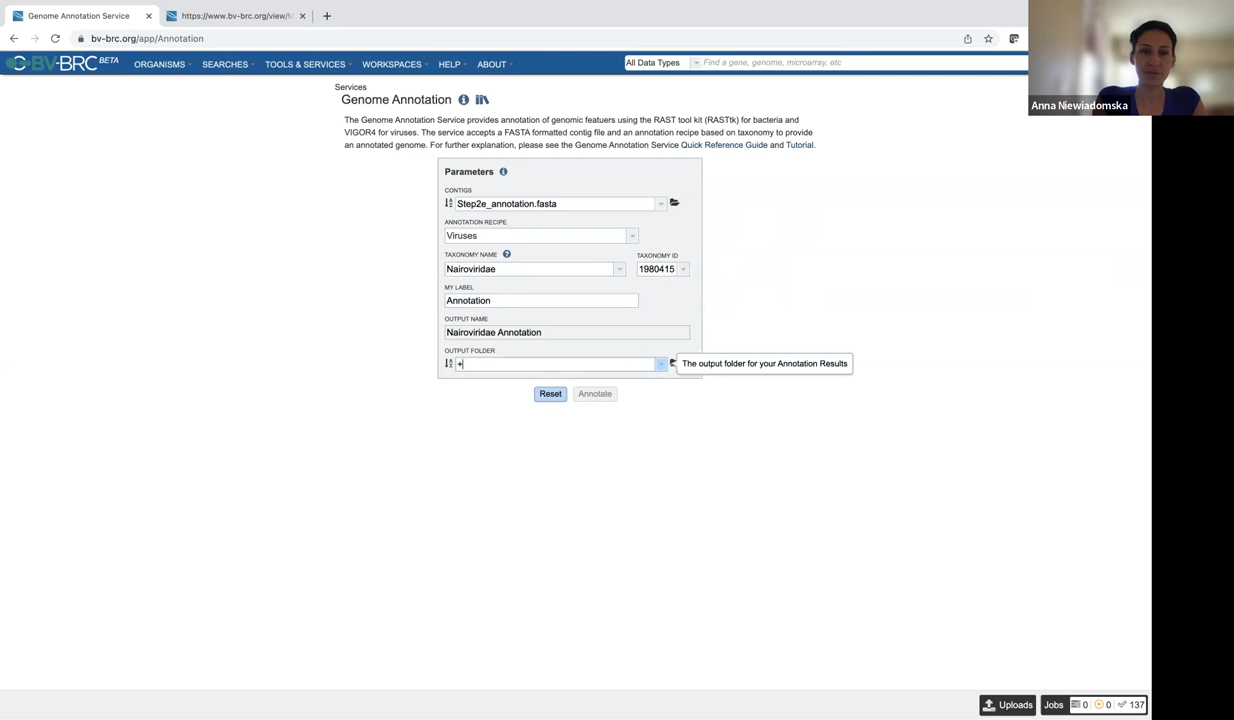 Genome Annotation Service
https://www.bv-brc.org/view/
bv-brc.org/app/Annotation
BV-BRC BETA
ORGANISMS
SEARCHES
TOOLS & SERVICES
WORKSPACES
HELP
ABOUT
All Data Types
Find a gene, genome, microarray, etc
Anna Niewiadomska
Services
Genome Annotation
The Genome Annotation Service provides annotation of genomic featuers using the RAST tool kit (RASTtk) for bacteria and
VIGOR4 for viruses. The service accepts a FASTA formatted contig file and an annotation recipe based on taxonomy to provide
an annotated genome. For further explanation, please see the Genome Annotation Service Quick Reference Guide and Tutorial.
Parameters
CONTIGS
Step2e_annotation.fasta
ANNOTATION RECIPE
Viruses
TAXONOMY NAME
TAXONOMY ID
Nairoviridae
1980415
MY LABEL
Annotation
OUTPUT NAME
Nairoviridae Annotation
OUTPUT FOLDER
+
The output folder for your Annotation Results
Reset
Annotate
Uploads
Jobs
0
0
137